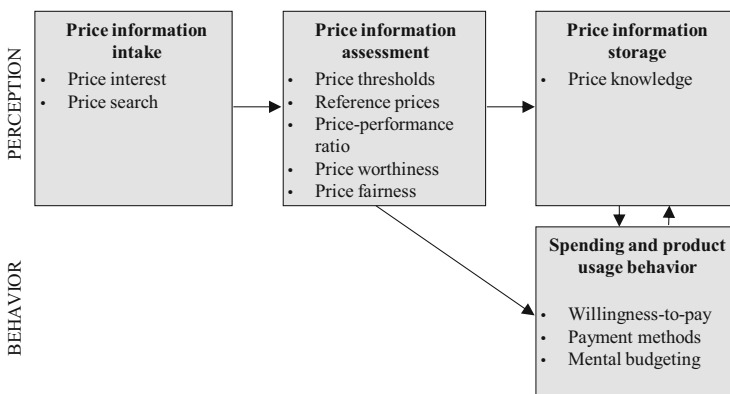 PERCEPTION
Price information
intake
• Price interest
• Price search
Price information
assessment
• Price thresholds
• Reference prices
• Price-performance
ratio
• Price worthiness
• Price fairness
Price information
storage
• Price knowledge
BEHAVIOR
Spending and product
usage behavior
• Willingness-to-pay
• Payment methods
• Mental budgeting